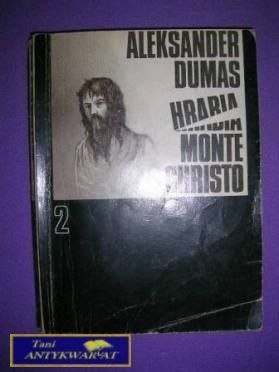 ALEKSANDER
DUMAS
HRABIA
MONTE
CHRISTO
2
Tani
ANTYKWARIAT